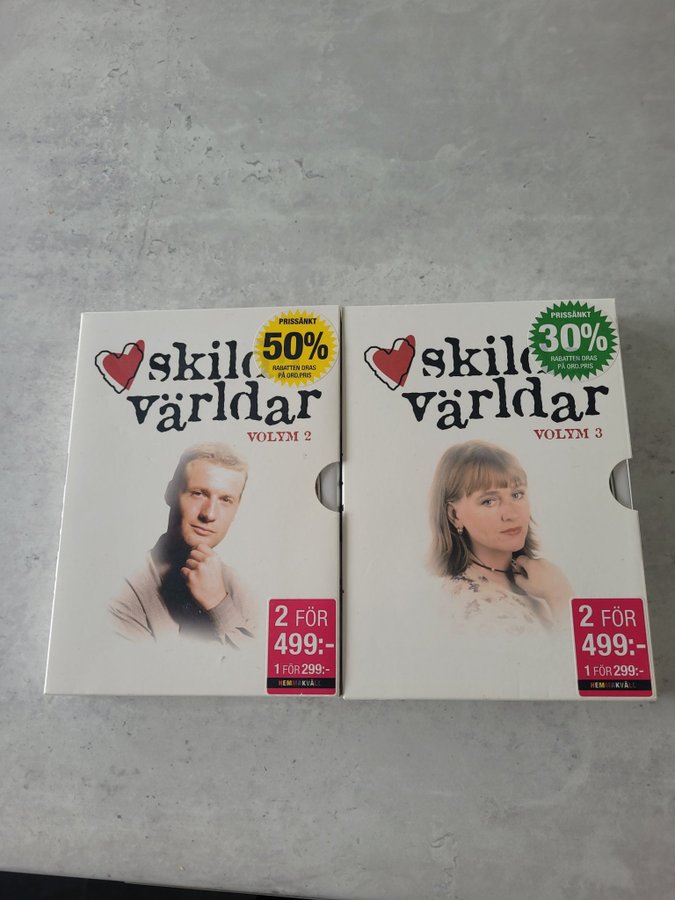 skild
världar
VOLYM 2
PRISSÄNKT
50%
RABATTEN DRAS
PÅ ORD.PRIS
2 FÖR
499:-
1 FÖR 299:-
HEMMAKVÄLL
skild
världar
VOLYM 3
PRISSÄNKT
30%
RABATTEN DRAS
PÅ ORD.PRIS
2 FÖR
499:-
1 FÖR 299:-
HEMMAKVÄLL